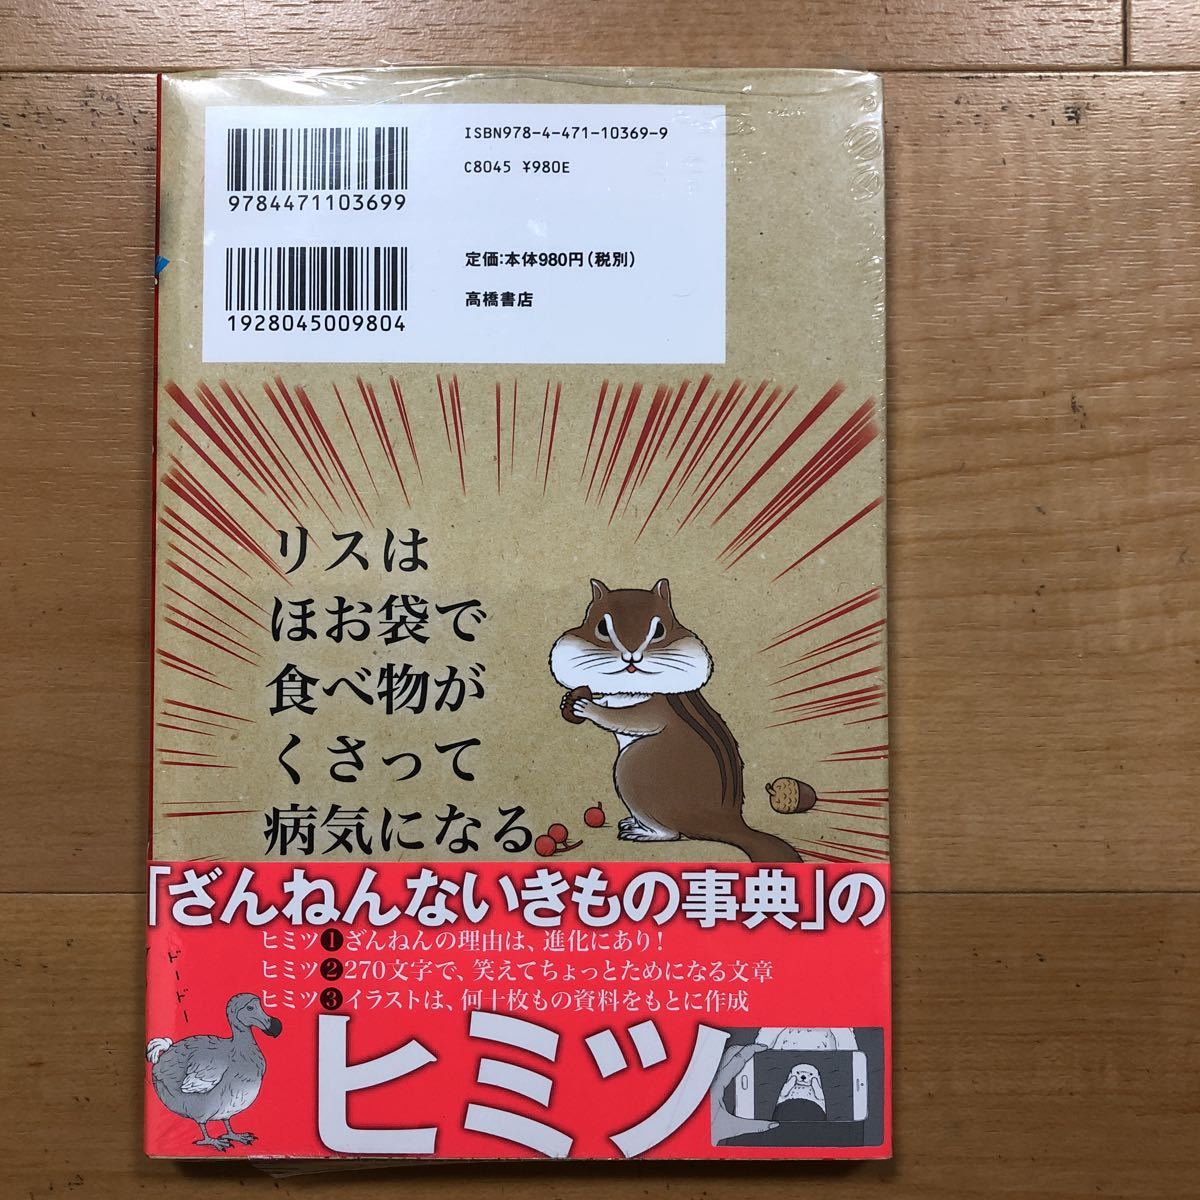 ISBN978-4-471-10369-9
C8045 ¥980E
9784471103699
定価:本体980円(税別)
高橋書店
1928045009804
リスは
ほお袋で
食べ物が
くさって
病気になる
「ざんねんないきもの事典」の
ヒミツ❶ざんねんの理由は、進化にあり!
ヒミツ❷270文字で、笑えてちょっとためになる文章
ヒミツ❸イラストは、何十枚もの資料をもとに作成
ドードー
ヒミツ